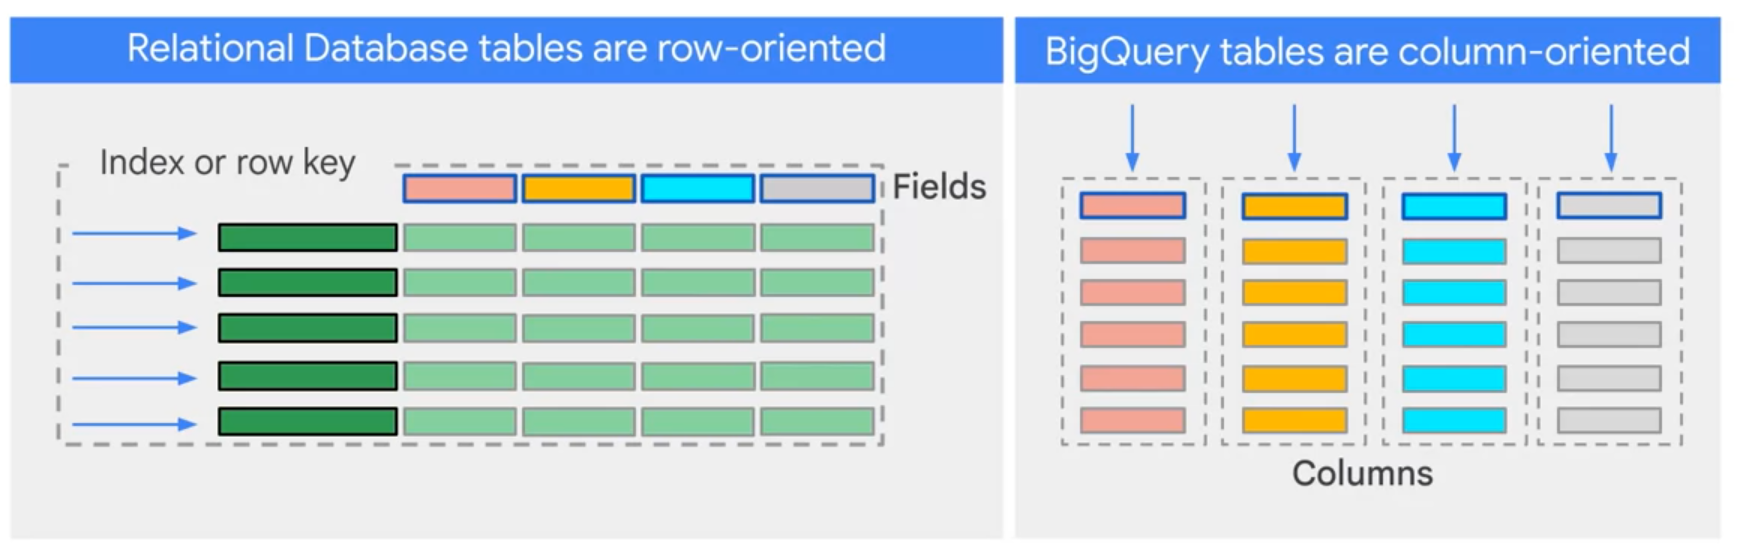 Relational Database tables are row-oriented
Index or row key
Fields
BigQuery tables are column-oriented
Columns